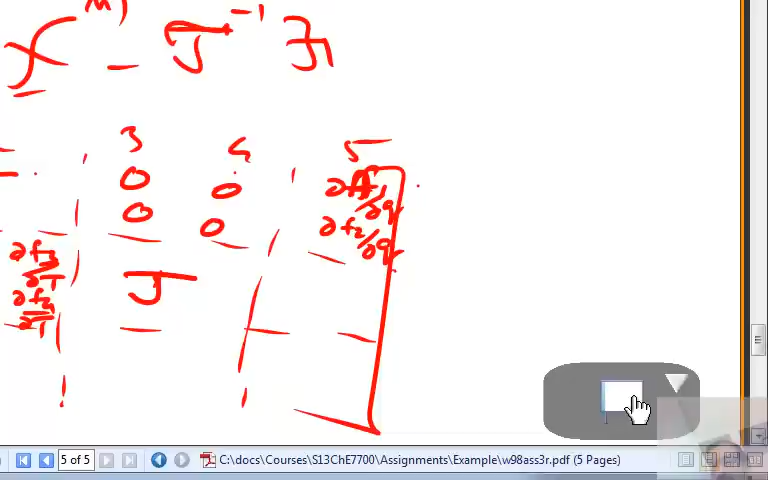 x - J⁻¹ f
3 4 5
0 0 ∂f₁/∂q
0 0 ∂f₂/∂q
∂f₃/∂T J
∂f₄/∂T
5 of 5 C:\docs\Courses\S13ChE7700\Assignments\Example\w98ass3r.pdf (5 Pages)